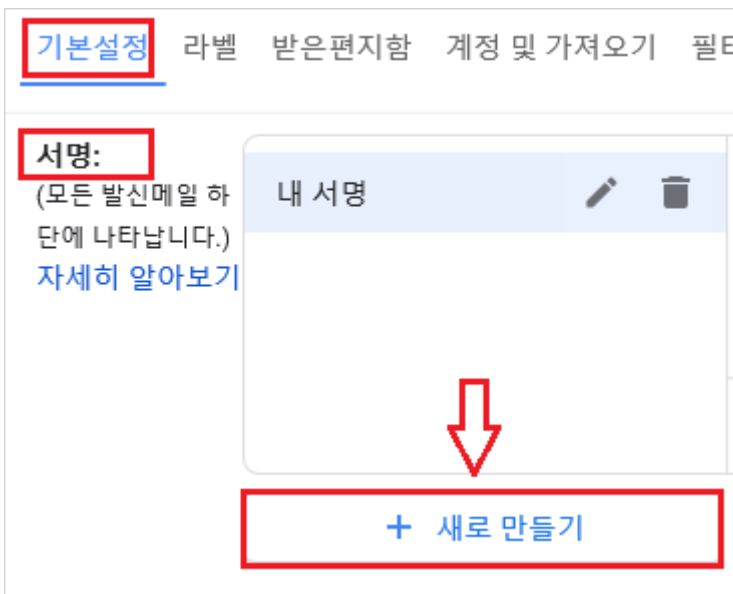 기본설정 라벨 받은편지함 계정 및 가져오기
서명:
(모든 발신메일 하
단에 나타납니다.)
자세히 알아보기
내 서명
+ 새로 만들기